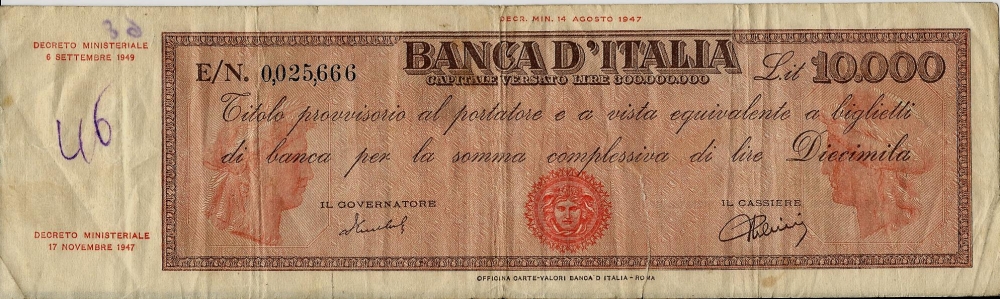 DECR. MIN. 14 AGOSTO 1947
DECRETO MINISTERIALE
6 SETTEMBRE 1949
BANCA D'ITALIA
CAPITALE VERSATO LIRE 300.000.000
E/N. 0,025,666
Lit 10.000
46
Titolo provvisorio al portatore e a vista equivalente a biglietti
di banca per la somma complessiva di lire Diecimila
IL GOVERNATORE
IL CASSIERE
DECRETO MINISTERIALE
17 NOVEMBRE 1947
OFFICINA CARTE-VALORI BANCA D'ITALIA - ROMA